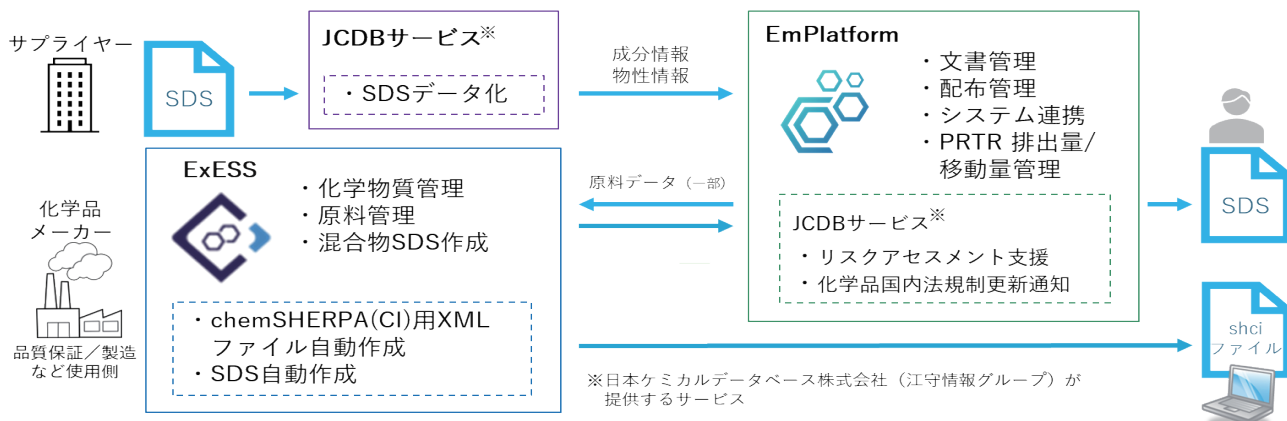 サプライヤー
SDS
JCDBサービス※
・SDSデータ化
成分情報
物性情報
EmPlatform
・文書管理
・配布管理
・システム連携
・PRTR 排出量/
移動量管理
JCDBサービス※
・リスクアセスメント支援
・化学品国内法規制更新通知
SDS
化学品
メーカー
品質保証／製造
など使用側
ExESS
・化学物質管理
・原料管理
・混合物SDS作成
・chemSHERPA(CI)用XML
ファイル自動作成
・SDS自動作成
原料データ（一部）
shci
ファイル
※日本ケミカルデータベース株式会社（江守情報グループ）が
提供するサービス